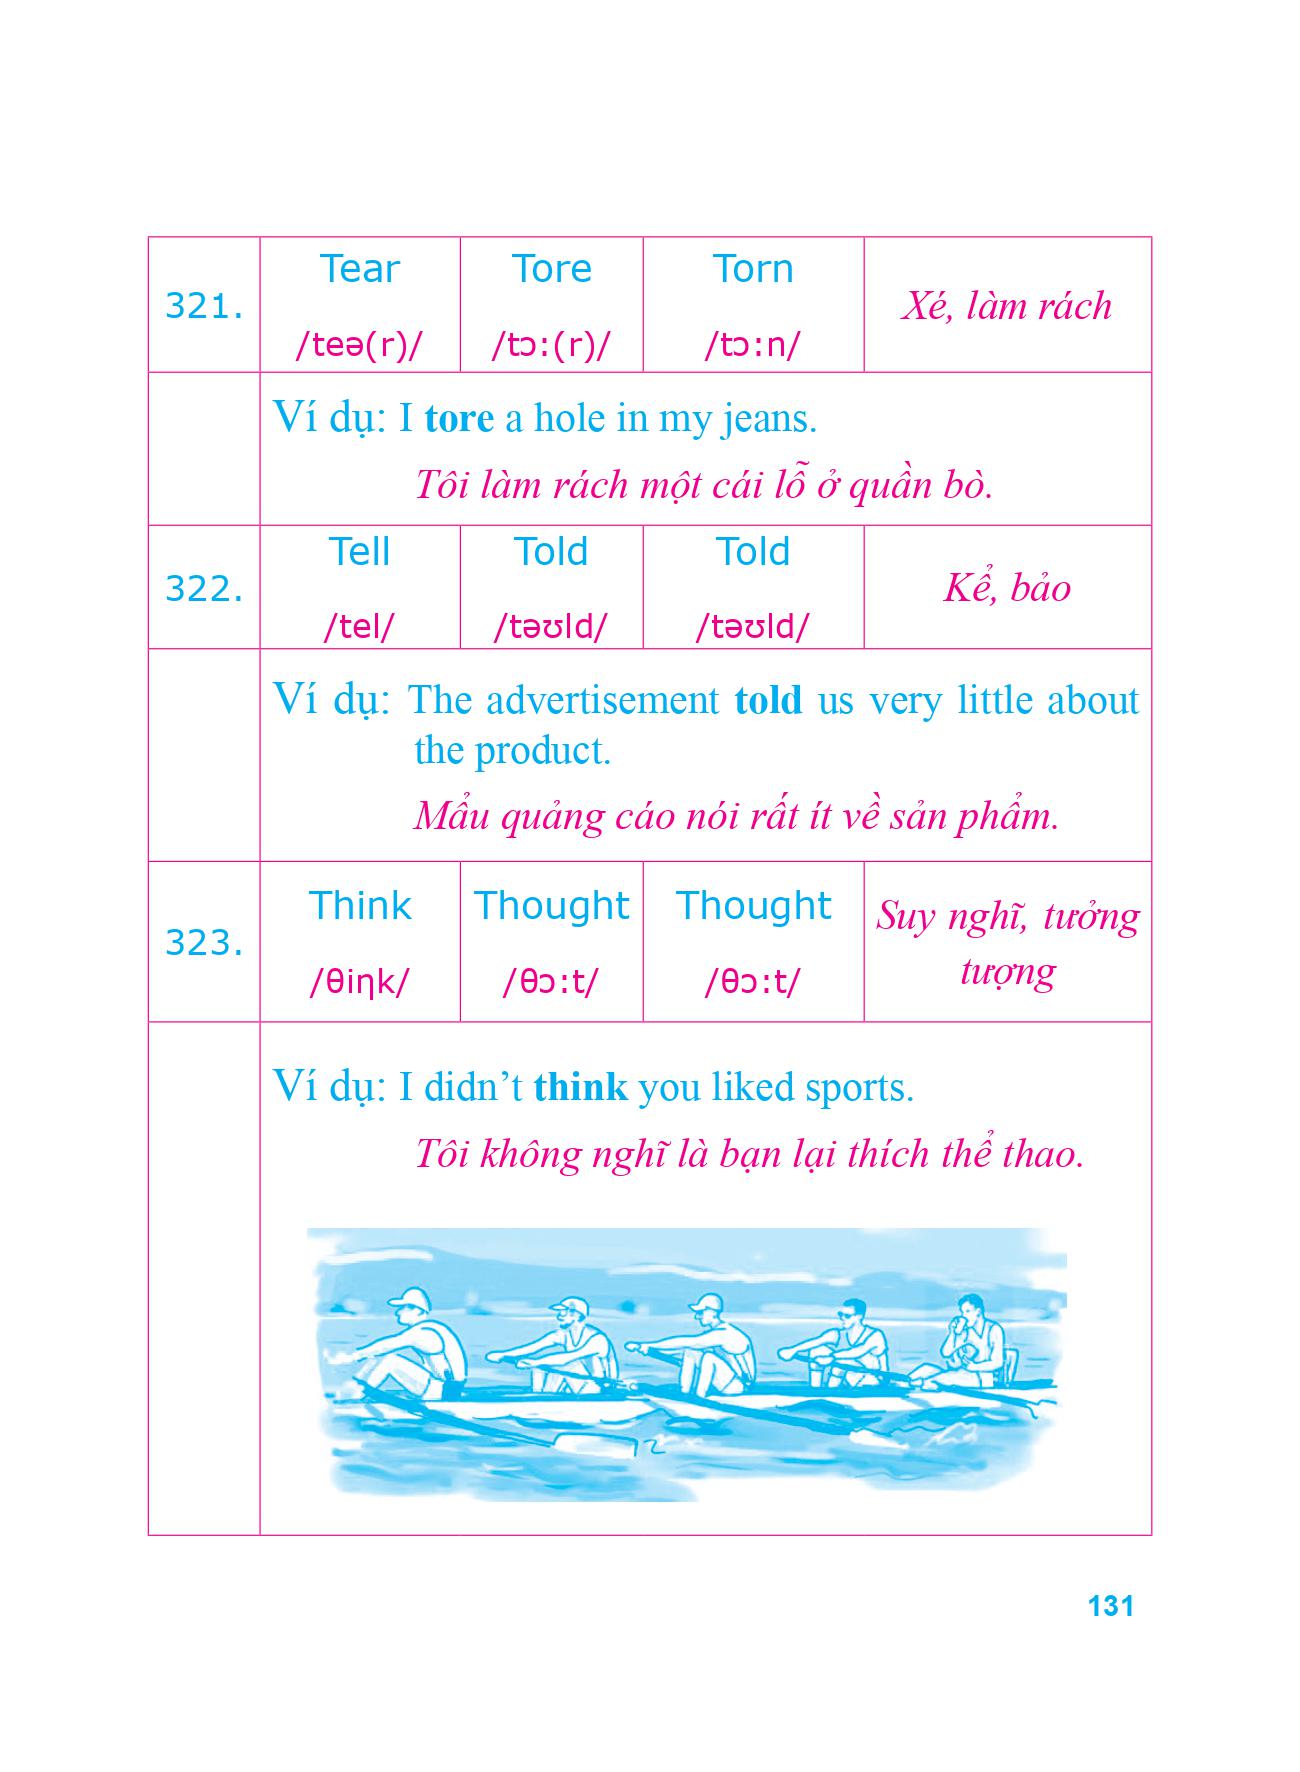 321.
Tear
/teə(r)/
Tore
/tɔ:(r)/
Torn
/tɔ:n/
Xé, làm rách
Ví dụ: I tore a hole in my jeans.
Tôi làm rách một cái lỗ ở quần bò.
322.
Tell
/tel/
Told
/təʊld/
Told
/təʊld/
Kể, bảo
Ví dụ: The advertisement told us very little about
the product.
Mẩu quảng cáo nói rất ít về sản phẩm.
323.
Think
/θiηk/
Thought
/θɔ:t/
Thought
/θɔ:t/
Suy nghĩ, tưởng
tượng
Ví dụ: I didn’t think you liked sports.
Tôi không nghĩ là bạn lại thích thể thao.
131